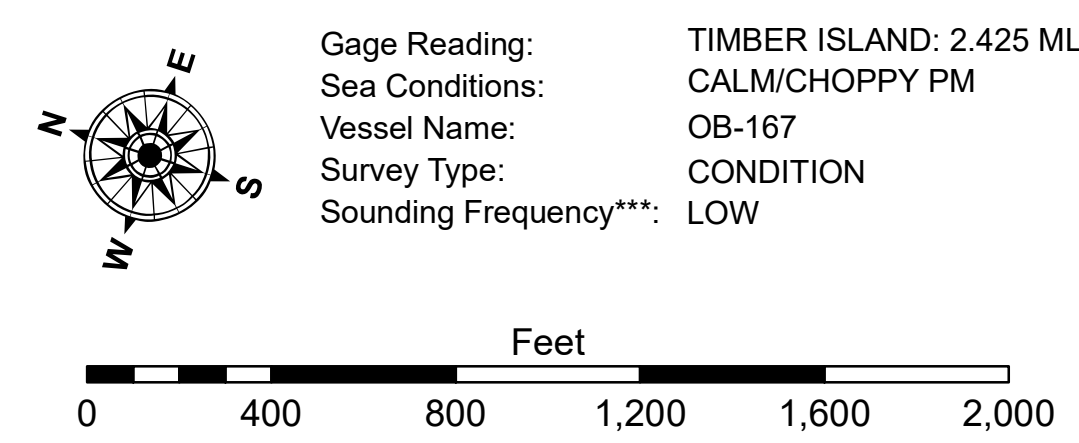 E
N
S
W
Gage Reading: TIMBER ISLAND: 2.425 ML
Sea Conditions: CALM/CHOPPY PM
Vessel Name: OB-167
Survey Type: CONDITION
Sounding Frequency***: LOW
Feet
0 400 800 1,200 1,600 2,000